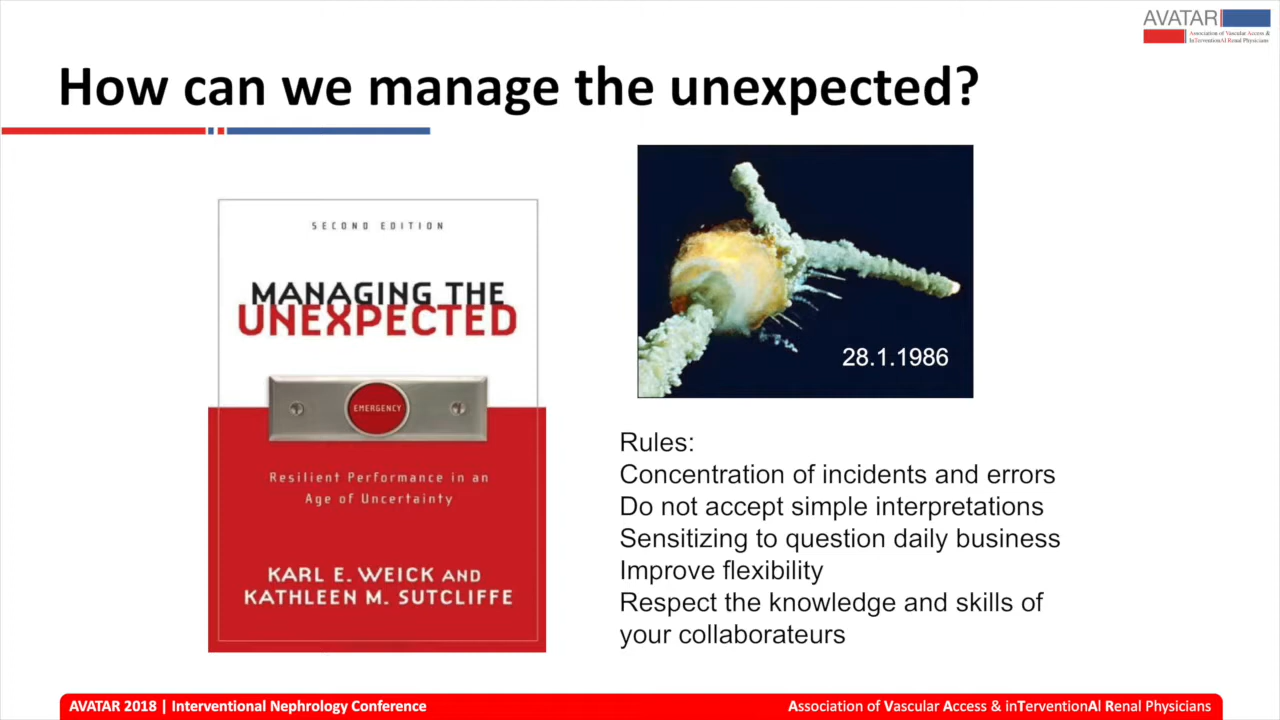 AVATAR
Association of Vascular Access &
InTerventionAl Renal Physicians
How can we manage the unexpected?
SECOND EDITION
MANAGING THE
UNEXPECTED
EMERGENCY
Resilient Performance in an
Age of Uncertainty
KARL E. WEICK AND
KATHLEEN M. SUTCLIFFE
28.1.1986
Rules:
Concentration of incidents and errors
Do not accept simple interpretations
Sensitizing to question daily business
Improve flexibility
Respect the knowledge and skills of
your collaborateurs
AVATAR 2018 | Interventional Nephrology Conference
Association of Vascular Access & inTerventionAl Renal Physicians